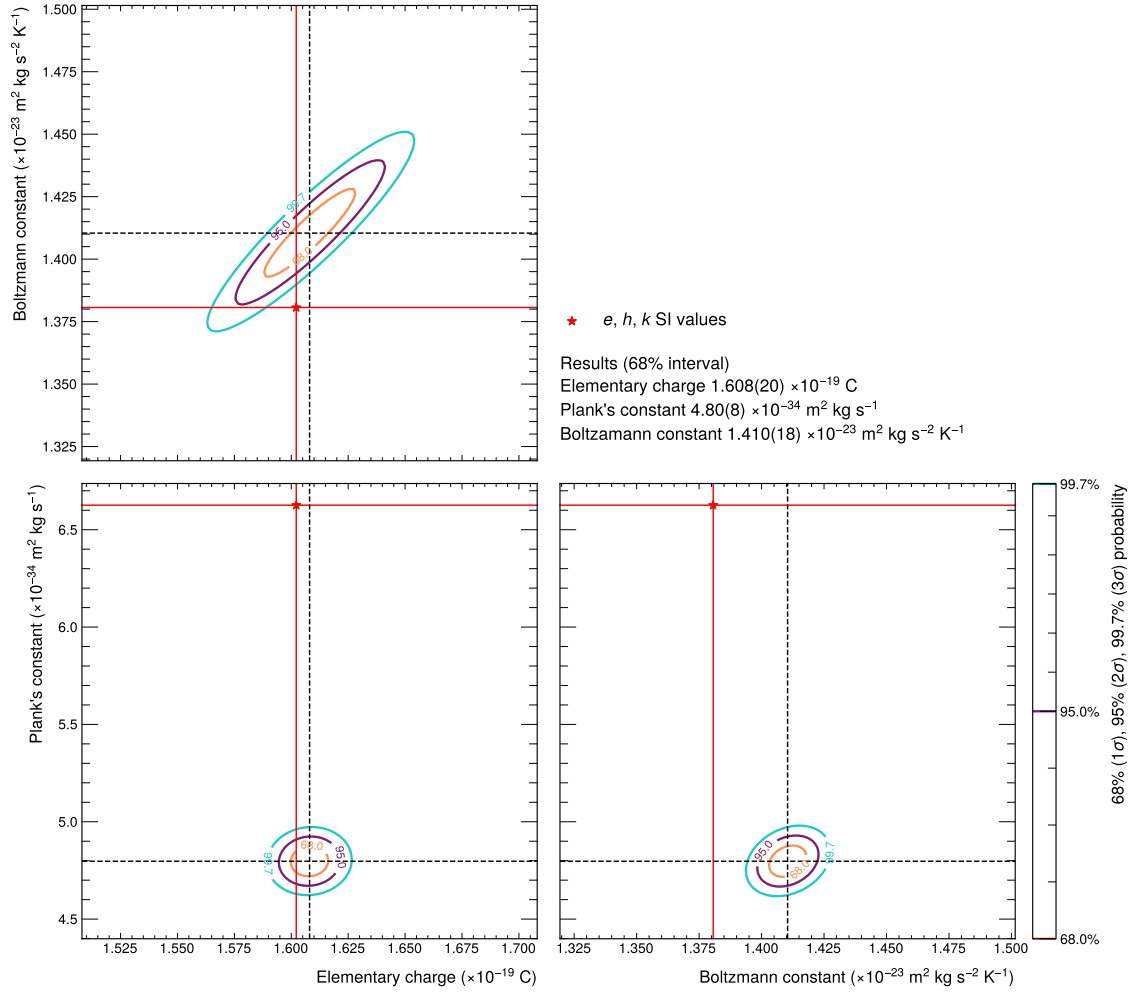 Boltzmann constant (×10⁻²³ m² kg s⁻² K⁻¹)
1.500
1.475
1.450
1.425
1.400
1.375
1.350
1.325
99.7
95.0
68.0
e, h, k SI values
Results (68% interval)
Elementary charge 1.608(20) ×10⁻¹⁹ C
Plank's constant 4.80(8) ×10⁻³⁴ m² kg s⁻¹
Boltzamann constant 1.410(18) ×10⁻²³ m² kg s⁻² K⁻¹
Plank's constant (×10⁻³⁴ m² kg s⁻¹)
6.5
6.0
5.5
5.0
4.5
68.0
95.0
99.7
1.525 1.550 1.575 1.600 1.625 1.650 1.675 1.700
Elementary charge (×10⁻¹⁹ C)
95.0
68.0
99.7
1.325 1.350 1.375 1.400 1.425 1.450 1.475 1.500
Boltzmann constant (×10⁻²³ m² kg s⁻² K⁻¹)
99.7%
95.0%
68.0%
68% (1σ), 95% (2σ), 99.7% (3σ) probability